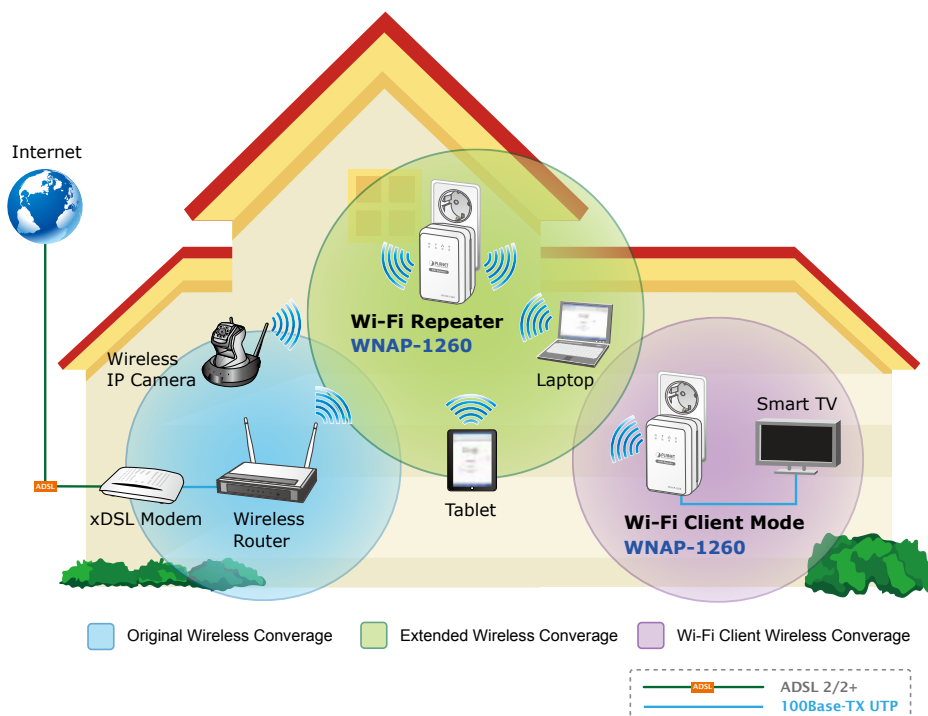 Internet
Wi-Fi Repeater
WNAP-1260
Wireless
IP Camera
Laptop
Smart TV
ADSL
xDSL Modem
Wireless
Router
Tablet
Wi-Fi Client Mode
WNAP-1260
Original Wireless Converage
Extended Wireless Converage
Wi-Fi Client Wireless Converage
ADSL
ADSL 2/2+
100Base-TX UTP
PLANET